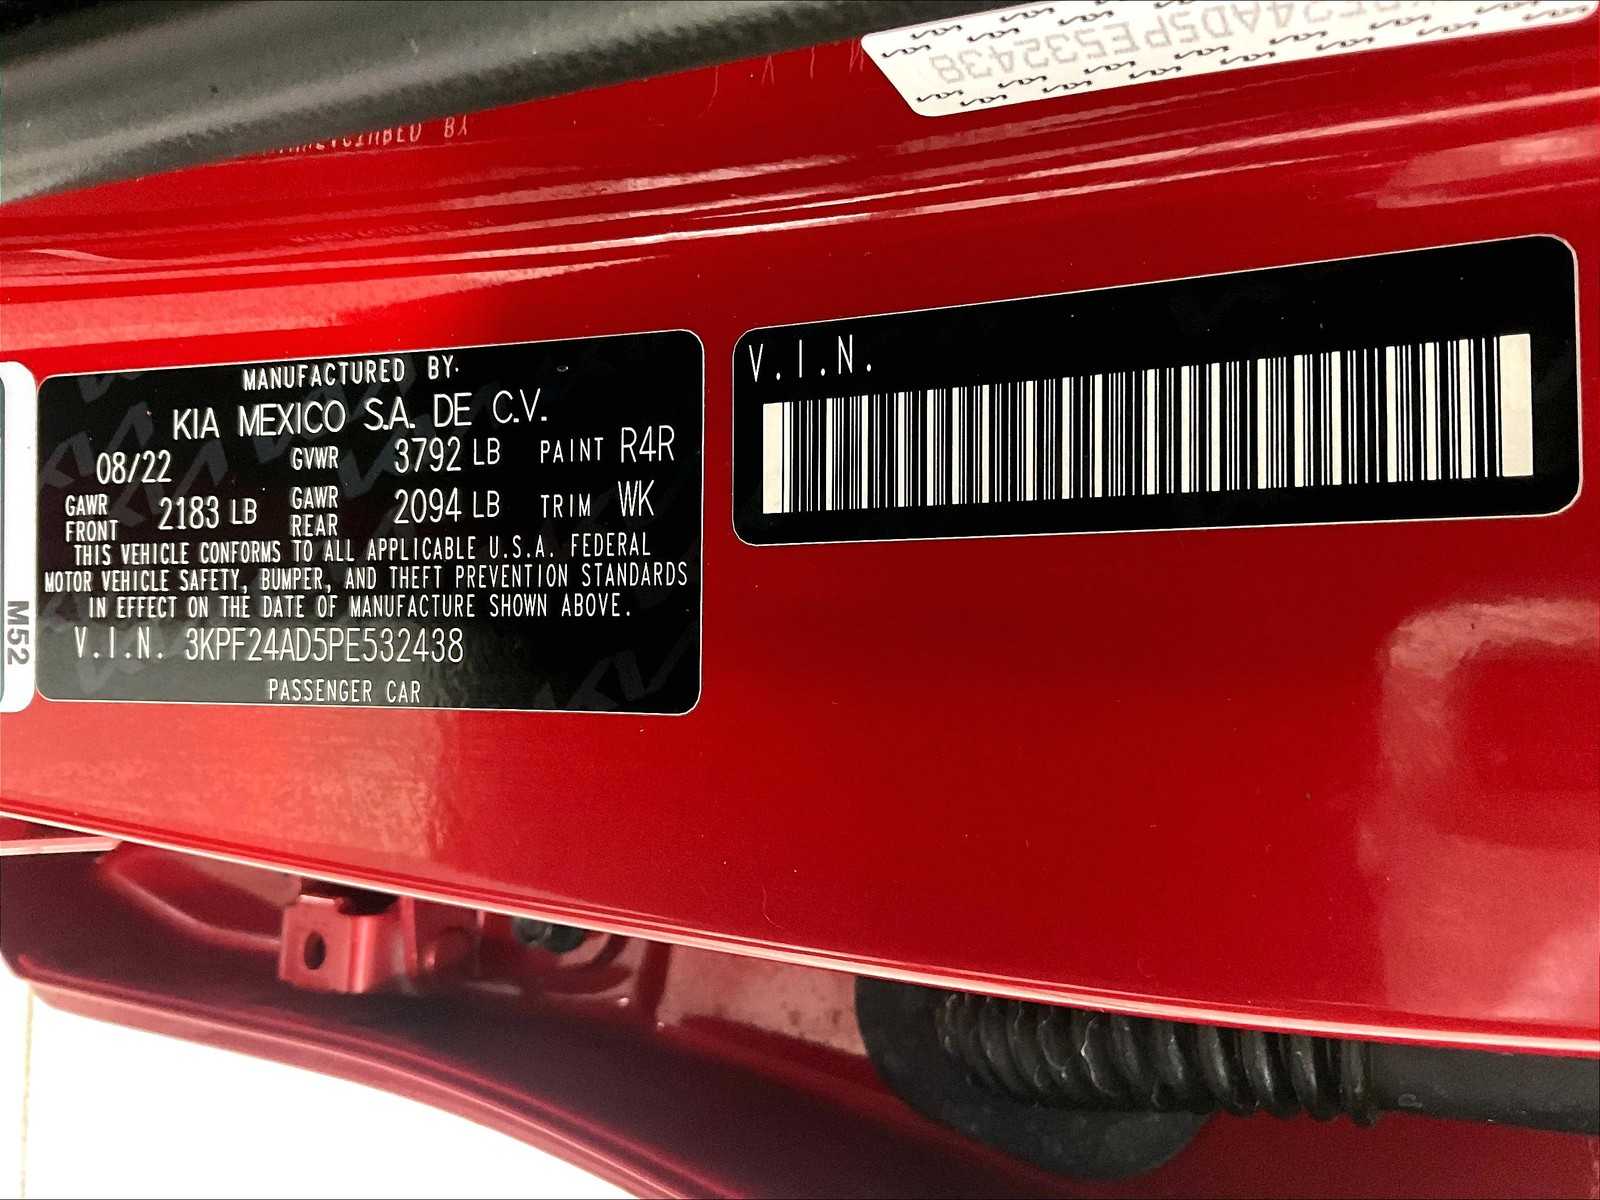 MANUFACTURED BY:
KIA MEXICO S.A. DE C.V.
08/22 GVWR 3792 LB PAINT R4R
GAWR FRONT 2183 LB GAWR REAR 2094 LB TRIM WK
THIS VEHICLE CONFORMS TO ALL APPLICABLE U.S.A. FEDERAL
MOTOR VEHICLE SAFETY, BUMPER, AND THEFT PREVENTION STANDARDS
IN EFFECT ON THE DATE OF MANUFACTURE SHOWN ABOVE.
V.I.N. 3KPF24AD5PE532438
PASSENGER CAR
V.I.N.
M52